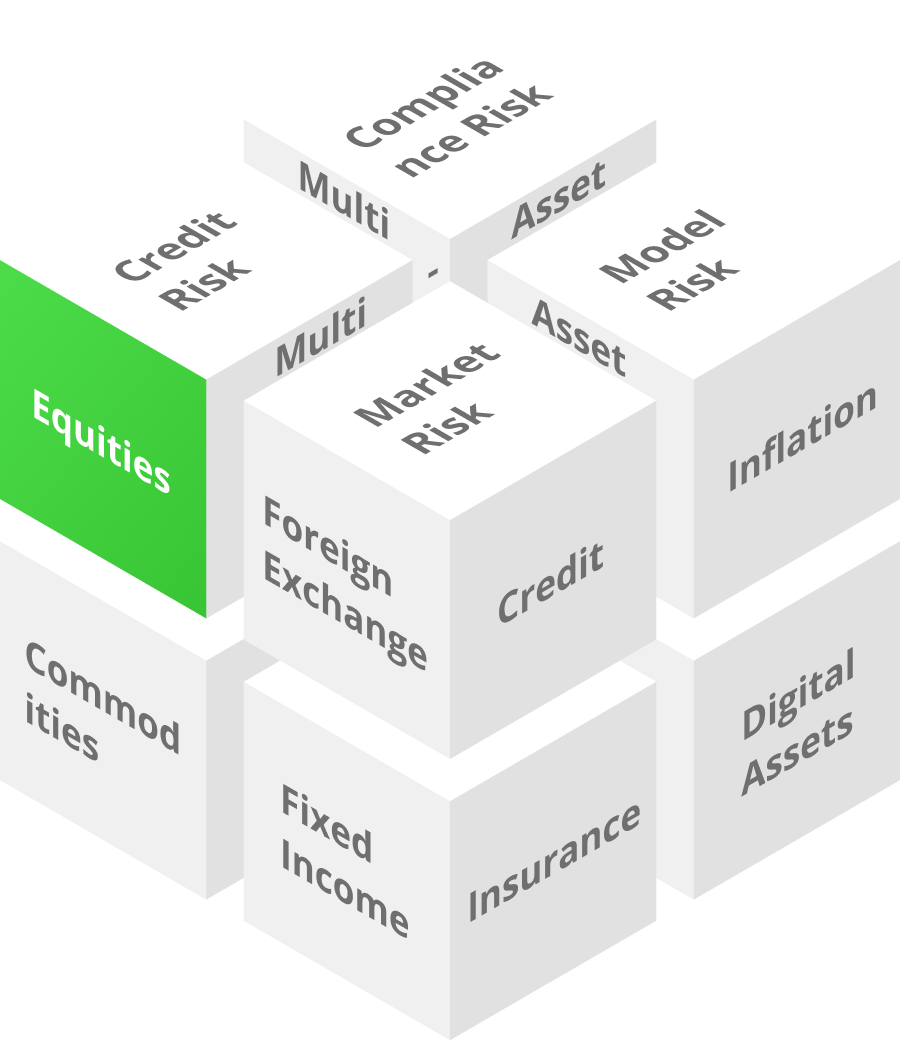 Complia
nce Risk
Multi
-
Asset
Credit
Risk
Model
Risk
Multi
Asset
Market
Risk
Equities
Inflation
Foreign
Exchange
Credit
Commod
ities
Digital
Assets
Fixed
Income
Insurance